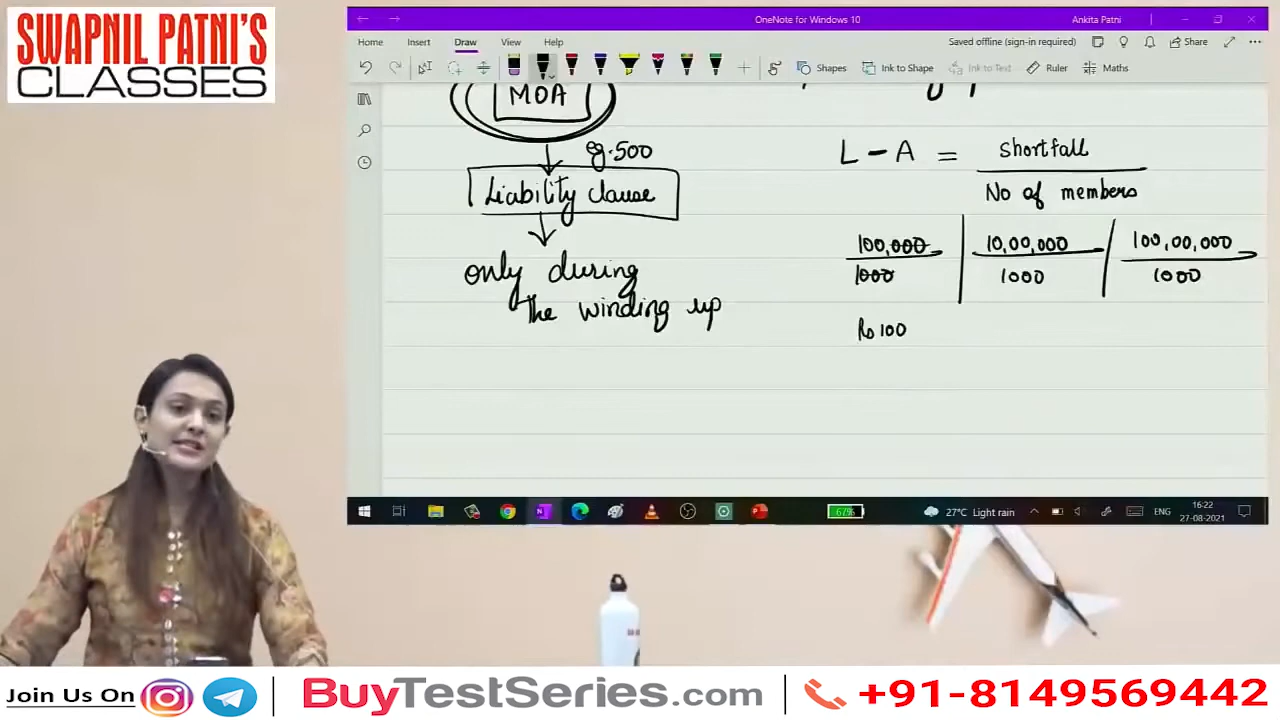 SWAPNIL PATNI'S
CLASSES
OneNote for Windows 10
Ankita Patni
Home Insert Draw View Help
Saved offline (sign-in required)
Share
Shapes
Ink to Shape
Ink to Text
Ruler
Maths
MOA
eg. 500
Liability clause
only during
the winding up
L - A = Shortfall
No of members
100,000 10,00,000 100,00,000
1000 1000 1000
Rs 100
67%
27°C Light rain
ENG
16:22
27-08-2021
Join Us On
BuyTestSeries.com
+91-8149569442